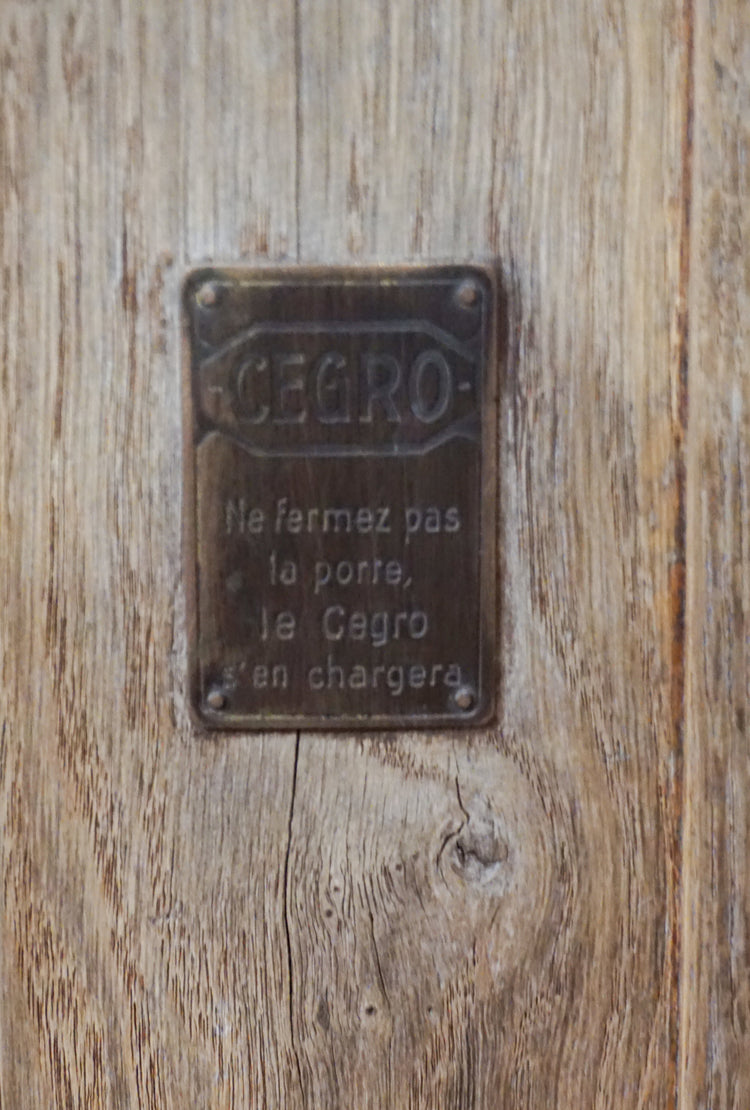 -CEGRO-
Ne fermez pas
la porte,
le Cegro
s'en chargera